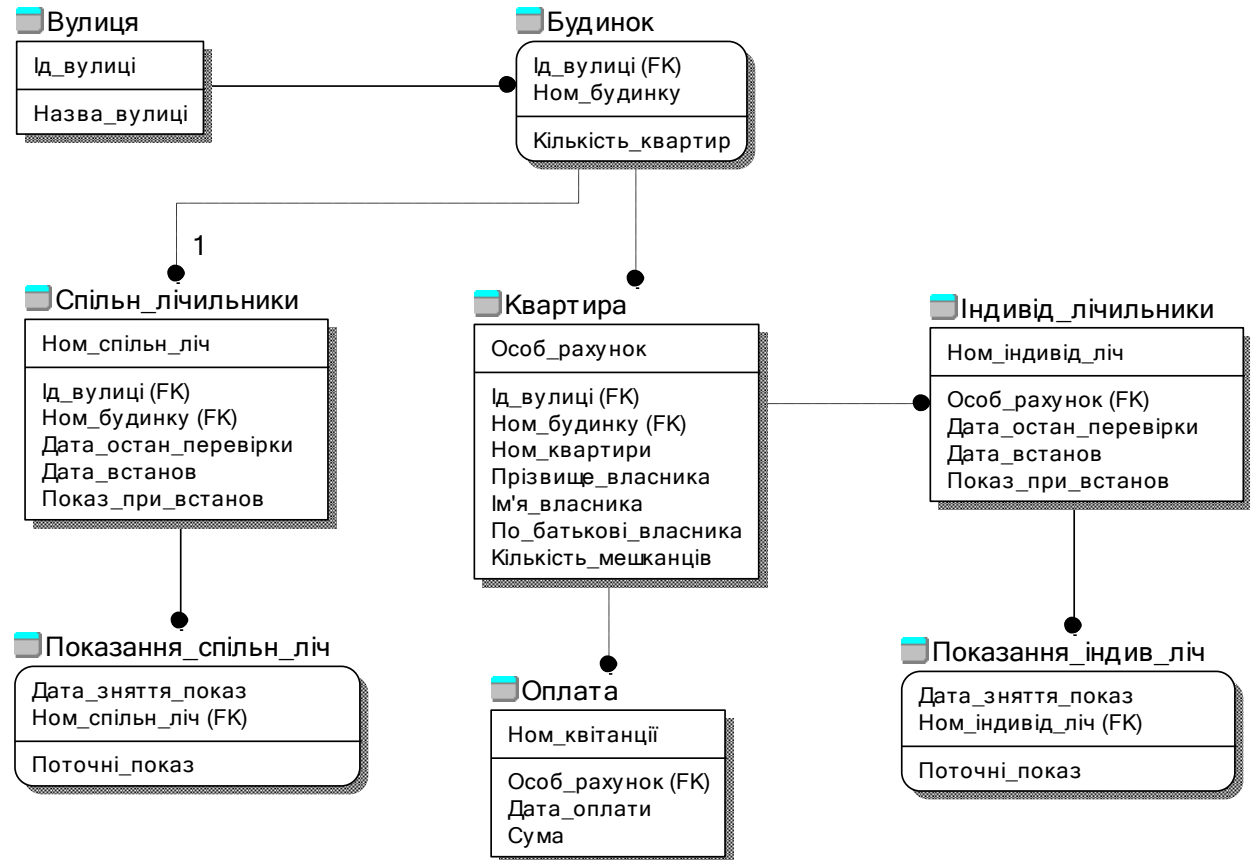 Вулиця
Ід_вулиці
Назва_вулиці
Будинок
Ід_вулиці (FK)
Ном_будинку
Кількість_квартир
1
Спільн_лічильники
Ном_спільн_ліч
Ід_вулиці (FK)
Ном_будинку (FK)
Дата_остан_перевірки
Дата_встанов
Показ_при_встанов
Квартира
Особ_рахунок
Ід_вулиці (FK)
Ном_будинку (FK)
Ном_квартири
Прізвище_власника
Ім'я_власника
По_батькові_власника
Кількість_мешканців
Індивід_лічильники
Ном_індивід_ліч
Особ_рахунок (FK)
Дата_остан_перевірки
Дата_встанов
Показ_при_встанов
Показання_спільн_ліч
Дата_зняття_показ
Ном_спільн_ліч (FK)
Поточні_показ
Оплата
Ном_квітанції
Особ_рахунок (FK)
Дата_оплати
Сума
Показання_індив_ліч
Дата_зняття_показ
Ном_індивід_ліч (FK)
Поточні_показ